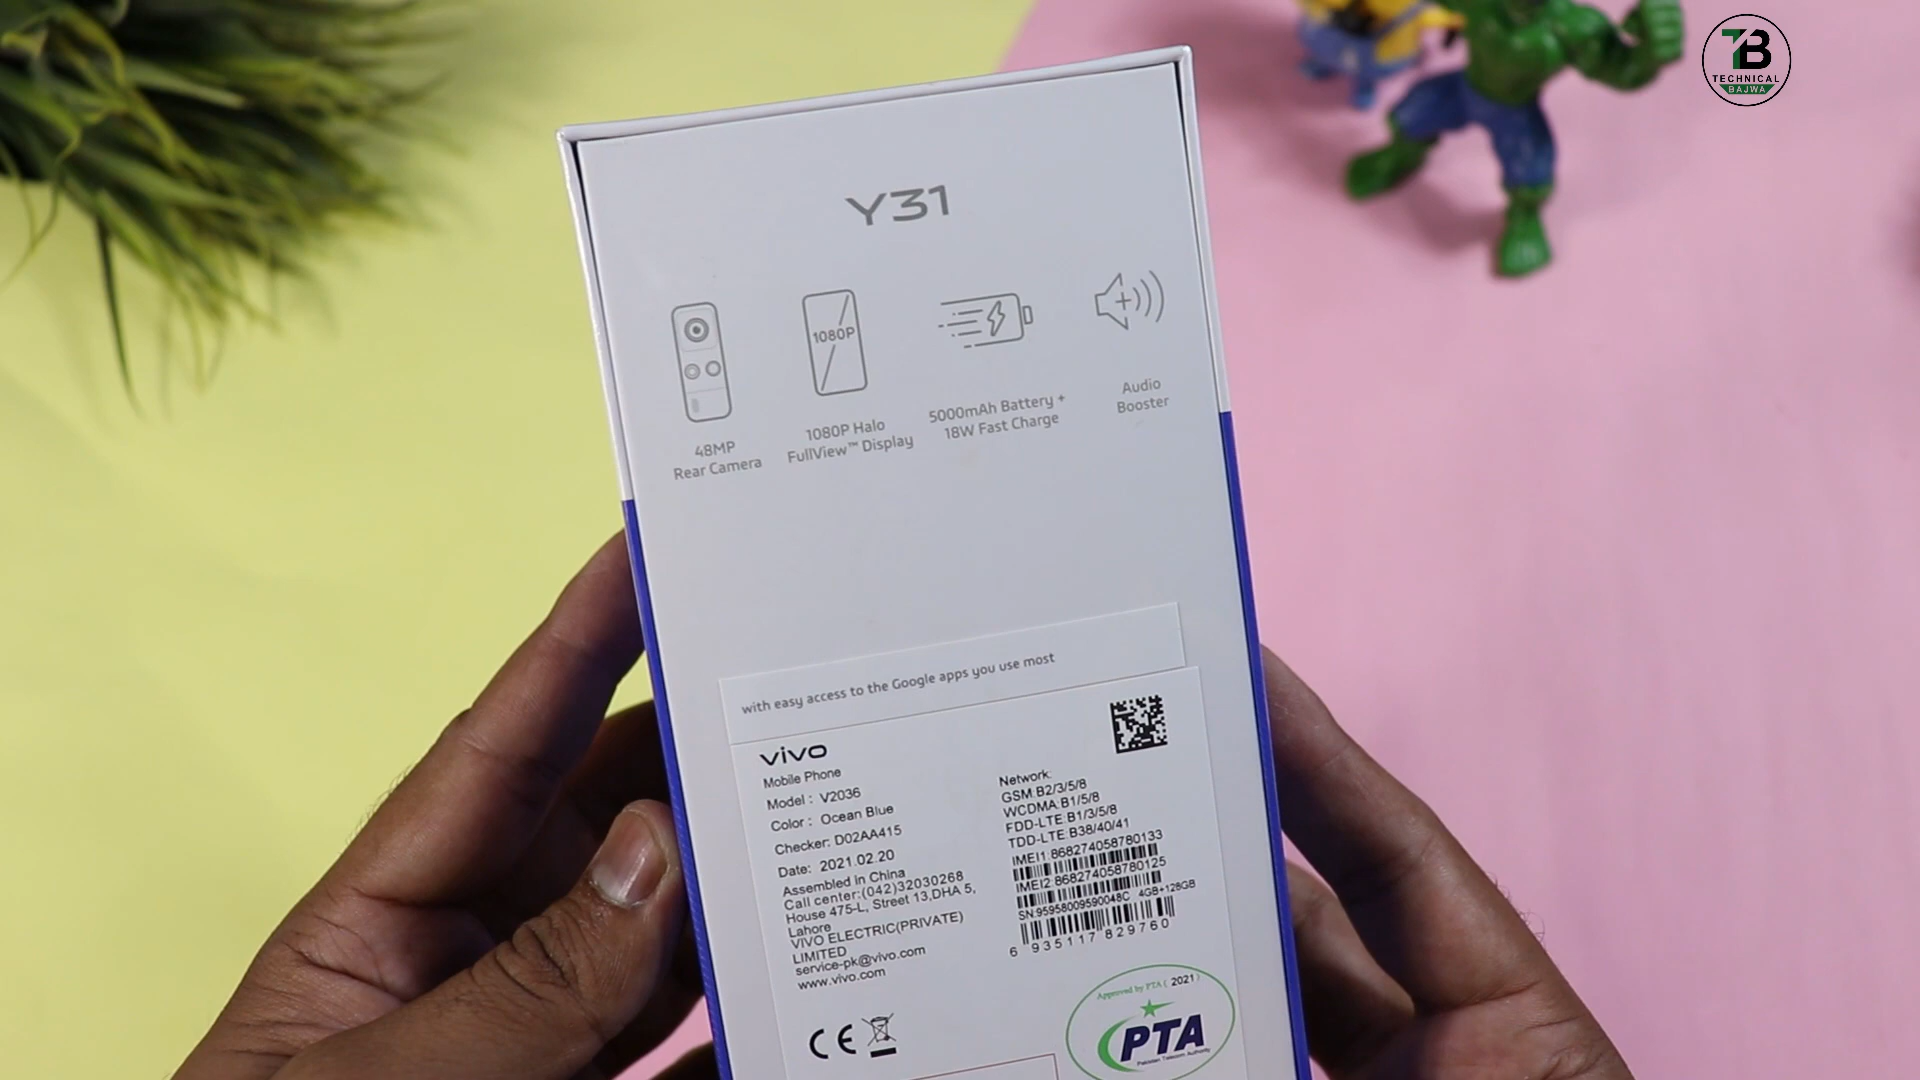 TB
TECHNICAL
BAJWA
Y31
1080P
48MP
Rear Camera
1080P Halo
FullView™ Display
5000mAh Battery +
18W Fast Charge
Audio
Booster
with easy access to the Google apps you use most
vivo
Mobile Phone
Model : V2036
Color : Ocean Blue
Checker: D02AA415
Date: 2021.02.20
Assembled in China
Call center:(042)32030268
House 475-L, Street 13,DHA 5,
Lahore
VIVO ELECTRIC(PRIVATE)
LIMITED
service-pk@vivo.com
www.vivo.com
CE
Network:
GSM:B2/3/5/8
WCDMA:B1/5/8
FDD-LTE:B1/3/5/8
TDD-LTE:B38/40/41
IMEI1:868274058780133
IMEI2:868274058780125
SN:95958009590048C 4GB+128GB
6 935117 829760
Approved by PTA ( 2021 )
PTA
Pakistan Telecom Authority